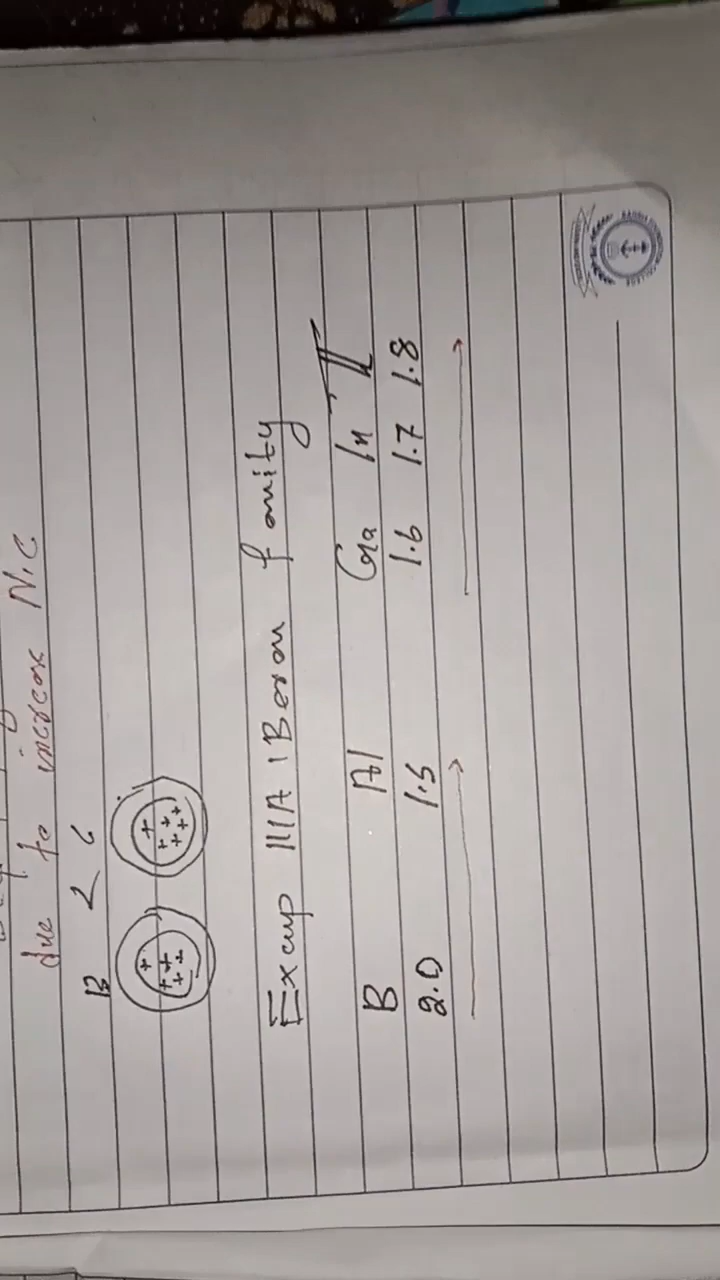 due to increase N.C
B < C
Excep IIIA | Boron family
B Al Ga In Tl
2.0 1.5 1.6 1.7 1.8